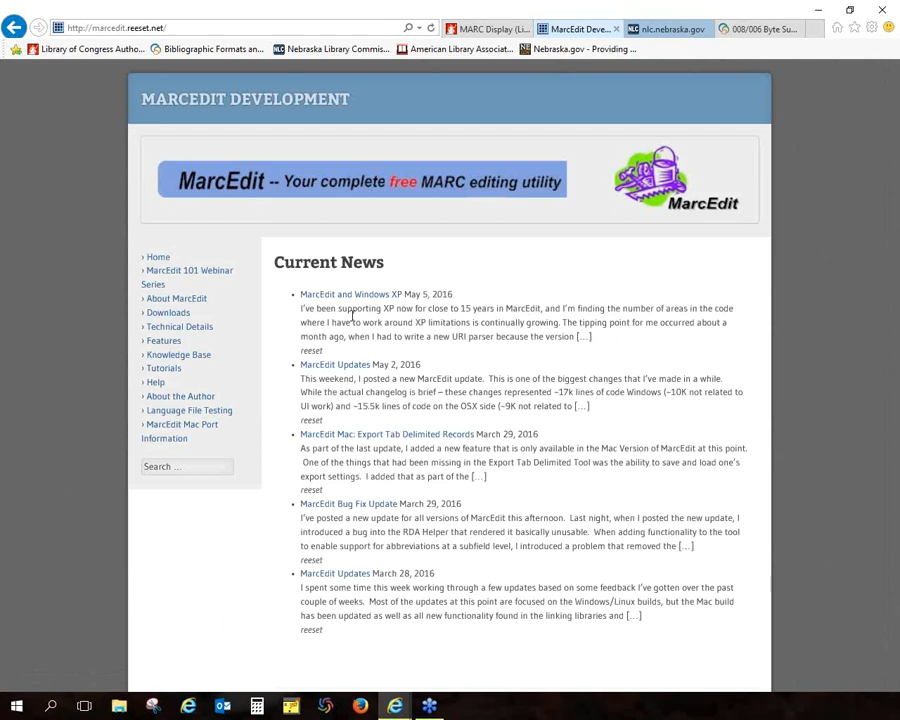 http://marcedit.reeset.net/
MARC Display (Li...
MarcEdit Deve...
nlc.nebraska.gov
008/006 Byte Su...
Library of Congress Autho...
Bibliographic Formats an...
Nebraska Library Commis...
American Library Associat...
Nebraska.gov - Providing ...
MARCEDIT DEVELOPMENT
MarcEdit -- Your complete free MARC editing utility
MarcEdit
› Home
› MarcEdit 101 Webinar
Series
› About MarcEdit
› Downloads
› Technical Details
› Features
› Knowledge Base
› Tutorials
› Help
› About the Author
› Language File Testing
› MarcEdit Mac Port
Information
Search ...
Current News
• MarcEdit and Windows XP May 5, 2016
I've been supporting XP now for close to 15 years in MarcEdit, and I'm finding the number of areas in the code
where I have to work around XP limitations is continually growing. The tipping point for me occurred about a
month ago, when I had to write a new URI parser because the version [...]
reeset
• MarcEdit Updates May 2, 2016
This weekend, I posted a new MarcEdit update.  This is one of the biggest changes that I've made in a while.
While the actual changelog is brief – these changes represented ~17k lines of code Windows (~10K not related to
UI work) and ~15.5k lines of code on the OSX side (~9K not related to [...]
reeset
• MarcEdit Mac: Export Tab Delimited Records March 29, 2016
As part of the last update, I added a new feature that is only available in the Mac Version of MarcEdit at this point.
One of the things that had been missing in the Export Tab Delimited Tool was the ability to save and load one's
export settings.  I added that as part of the [...]
reeset
• MarcEdit Bug Fix Update March 29, 2016
I've posted a new update for all versions of MarcEdit this afternoon.  Last night, when I posted the new update, I
introduced a bug into the RDA Helper that rendered it basically unusable.  When adding functionality to the tool
to enable support for abbreviations at a subfield level, I introduced a problem that removed the [...]
reeset
• MarcEdit Updates March 28, 2016
I spent some time this week working through a few updates based on some feedback I've gotten over the past
couple of weeks.  Most of the updates at this point are focused on the Windows/Linux builds, but the Mac build
has been updated as well as all new functionality found in the linking libraries and [...]
reeset